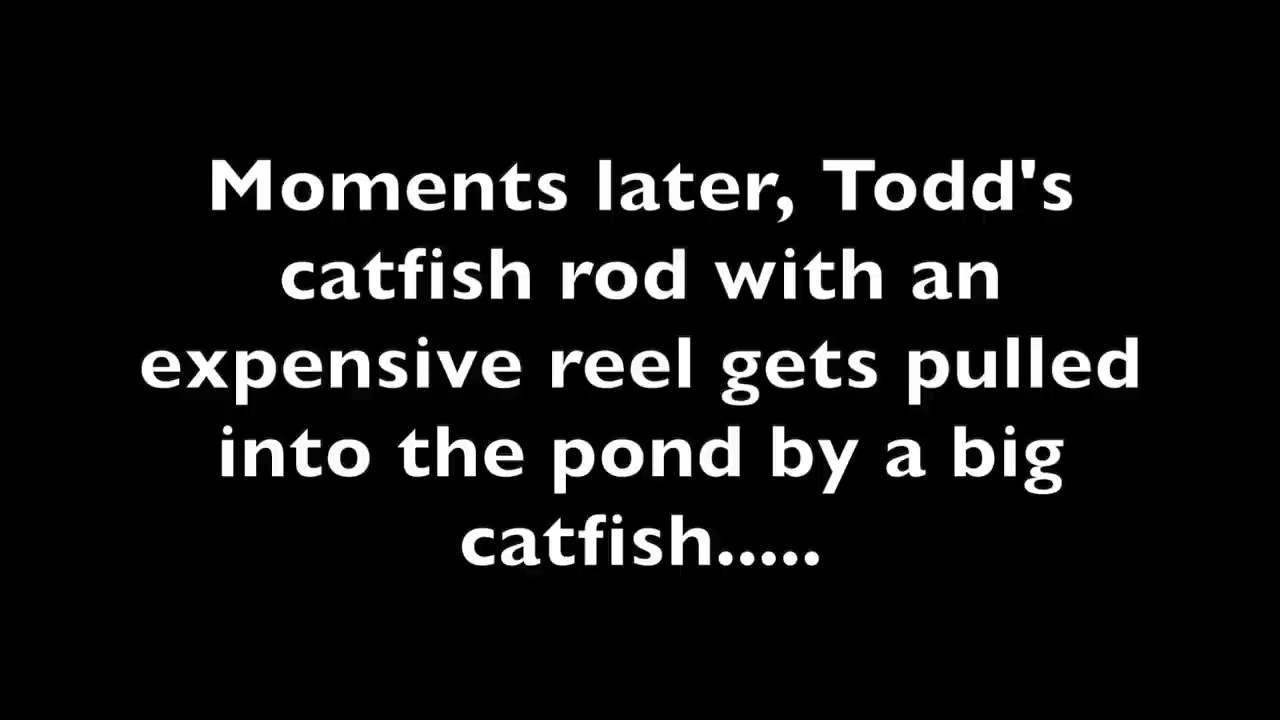 Moments later, Todd's
catfish rod with an
expensive reel gets pulled
into the pond by a big
catfish.....